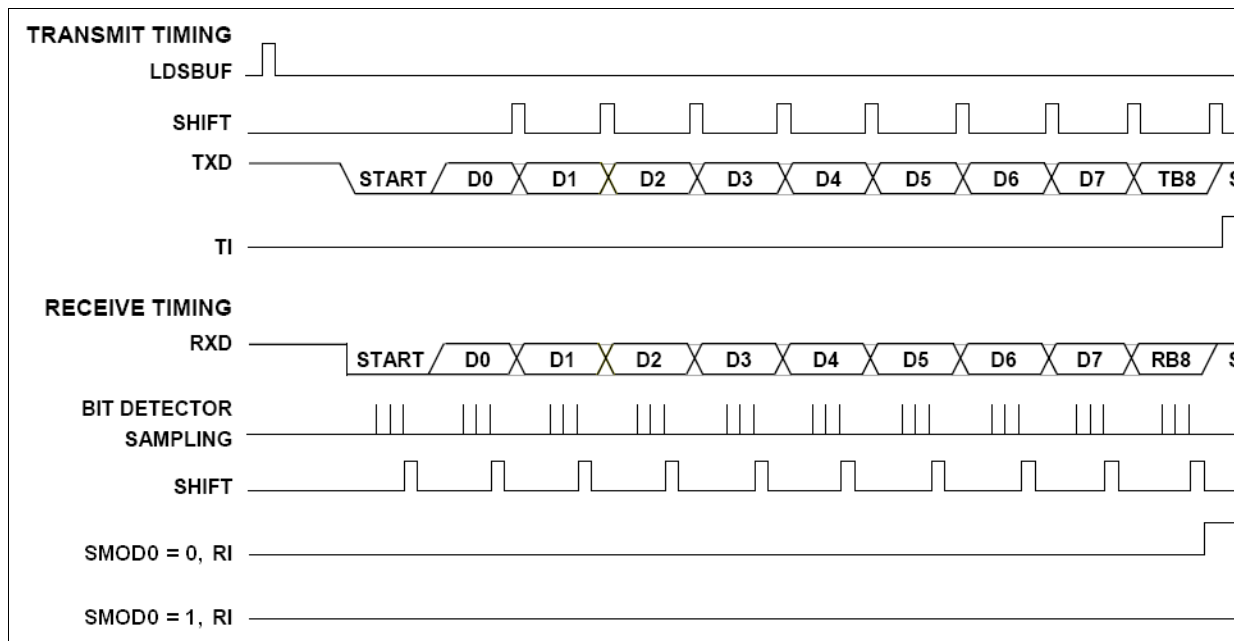 TRANSMIT TIMING
LDSBUF
SHIFT
TXD START D0 D1 D2 D3 D4 D5 D6 D7 TB8 S
TI
RECEIVE TIMING
RXD START D0 D1 D2 D3 D4 D5 D6 D7 RB8 S
BIT DETECTOR
SAMPLING
SHIFT
SMOD0 = 0, RI
SMOD0 = 1, RI